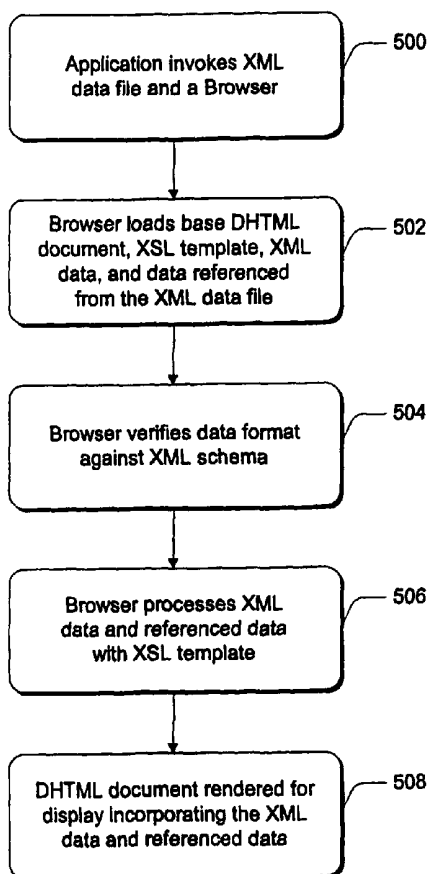 Application invokes XML
data file and a Browser
500
Browser loads base DHTML
document, XSL template, XML
data, and data referenced
from the XML data file
502
Browser verifies data format
against XML schema
504
Browser processes XML
data and referenced data
with XSL template
506
DHTML document rendered for
display incorporating the XML
data and referenced data
508